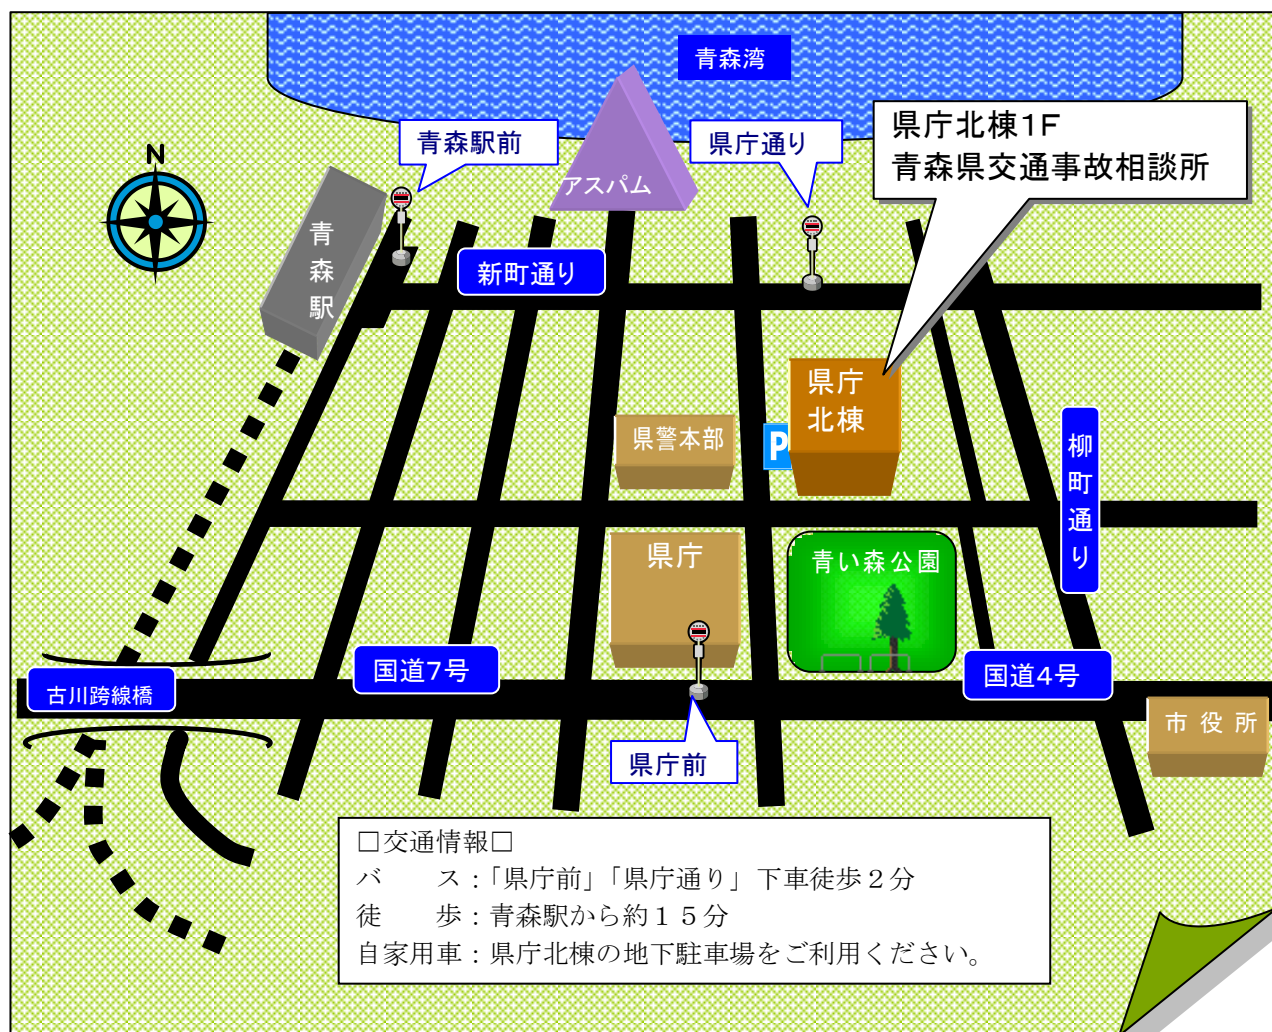 青森湾
県庁北棟1F
青森県交通事故相談所
青森駅前
県庁通り
N
アスパム
青森駅
新町通り
県庁
北棟
県警本部
P
柳町通り
県庁
青い森公園
国道7号
国道4号
古川跨線橋
市役所
県庁前
□交通情報□
バ　　ス：「県庁前」「県庁通り」下車徒歩２分
徒　　歩：青森駅から約１５分
自家用車：県庁北棟の地下駐車場をご利用ください。